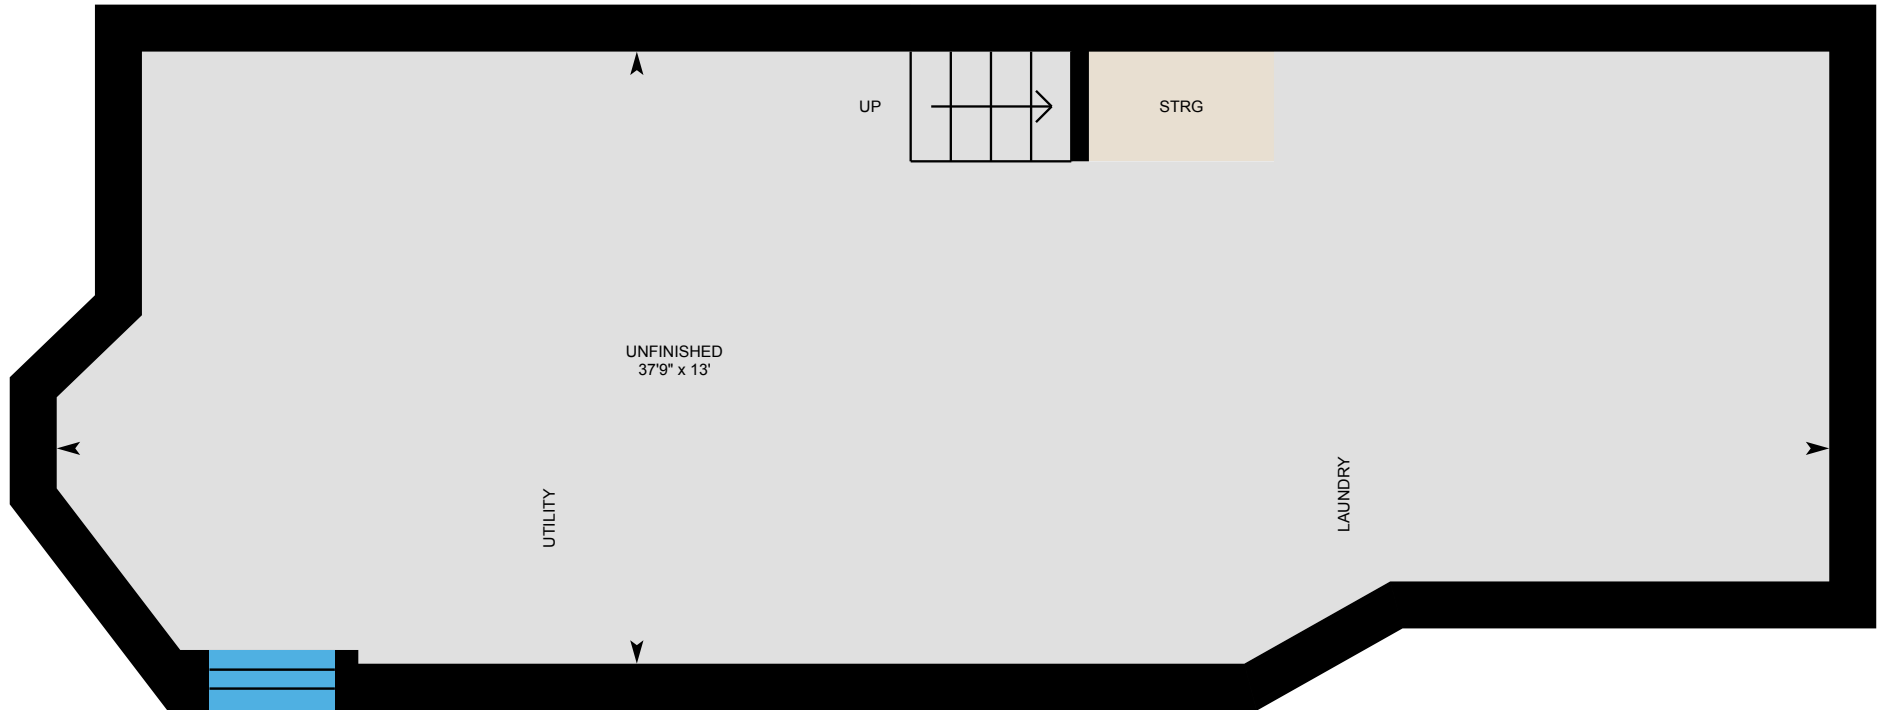 UP
STRG
UNFINISHED
37'9" x 13'
UTILITY
LAUNDRY